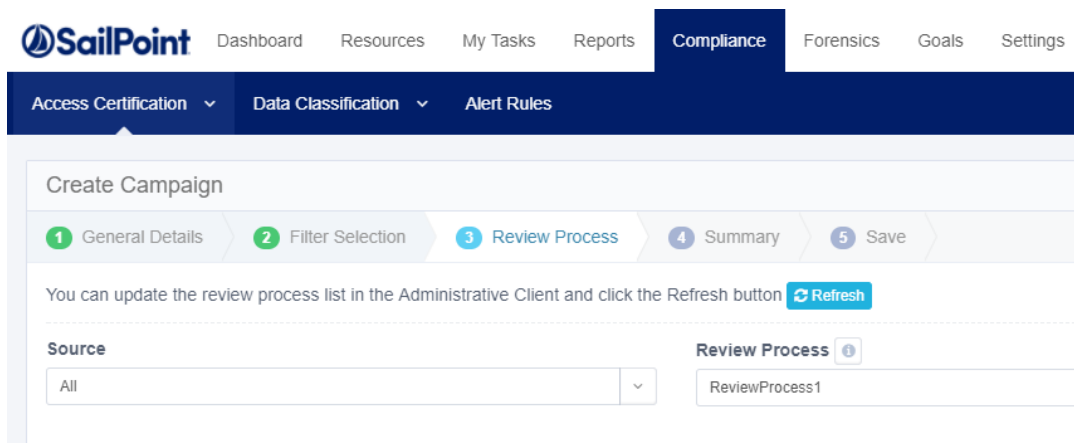 SailPoint Dashboard Resources My Tasks Reports Compliance Forensics Goals Settings
Access Certification Data Classification Alert Rules
Create Campaign
1 General Details 2 Filter Selection 3 Review Process 4 Summary 5 Save
You can update the review process list in the Administrative Client and click the Refresh button Refresh
Source Review Process
All ReviewProcess1